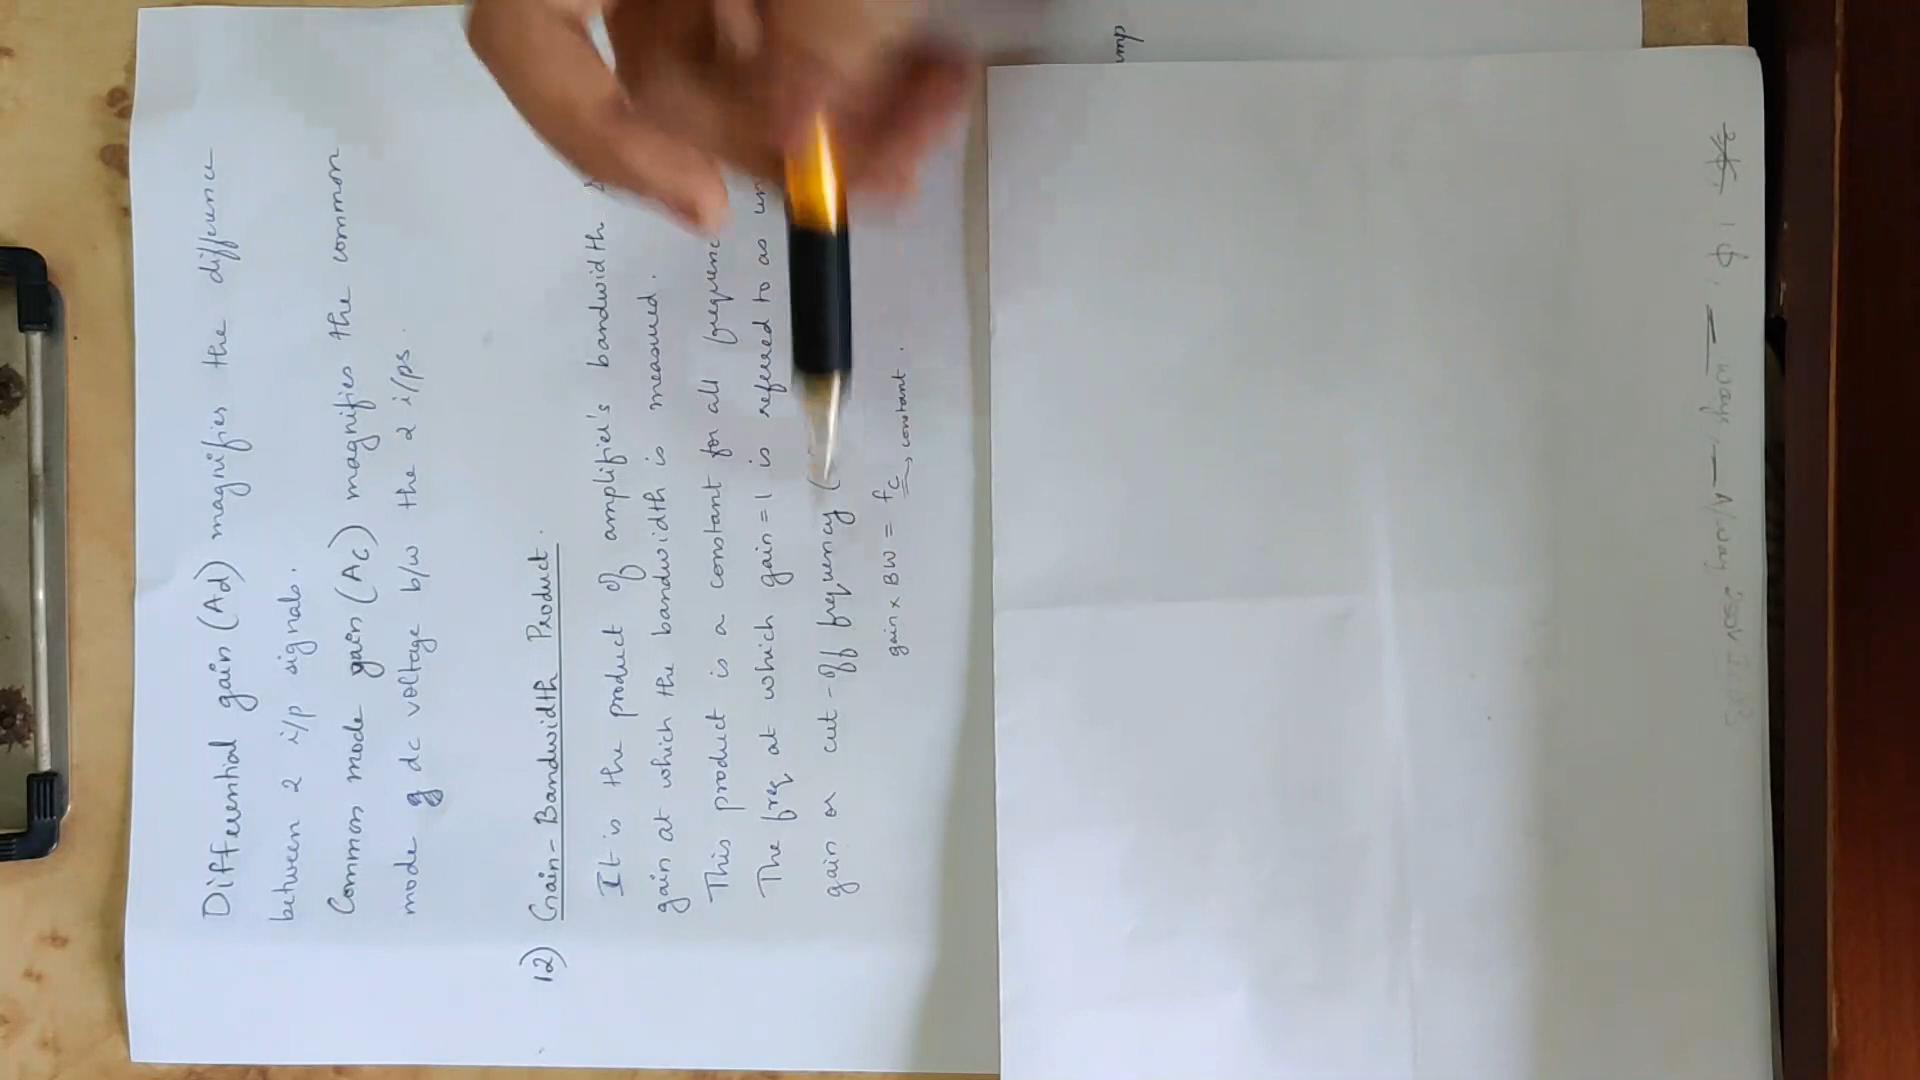 Differential gain (Ad) magnifies the difference
between 2 i/p signals.
Common mode gain (Ac) magnifies the common
mode g dc voltage b/w the 2 i/ps.
12) Gain-Bandwidth Product.
It is the product of amplifier's bandwidth &
gain at which the bandwidth is measured.
This product is a constant for all frequenc
The freq at which gain = 1 is referred to as un
gain or cut-off frequency (
gain x BW = fc → constant.
ump